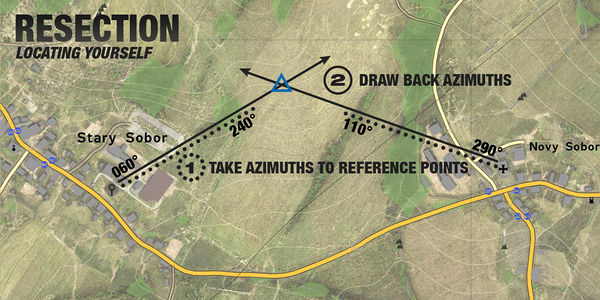 RESECTION
LOCATING YOURSELF
2 DRAW BACK AZIMUTHS
Stary Sobor
240°
110°
060°
290°
Novy Sobor
1 TAKE AZIMUTHS TO REFERENCE POINTS